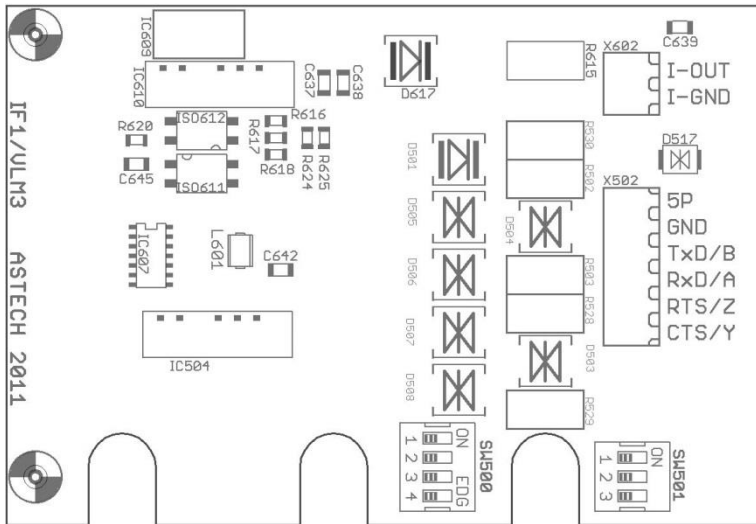 IC609
IC610
C637
C638
D617
R615
X602
C639
I-OUT
I-GND
IF1/VLM3 ASTECH 2011
ISO612
R620
R616
R617
R618
R624
R625
C645
ISO611
D501
R530
R502
D517
X502
5P
GND
TxD/B
RxD/A
RTS/Z
CTS/Y
D505
D504
IC607
L601
C642
D506
R503
R528
IC504
D507
D503
D508
R529
ON
1
2
3
4
EDG
SW500
ON
1
2
3
SW501